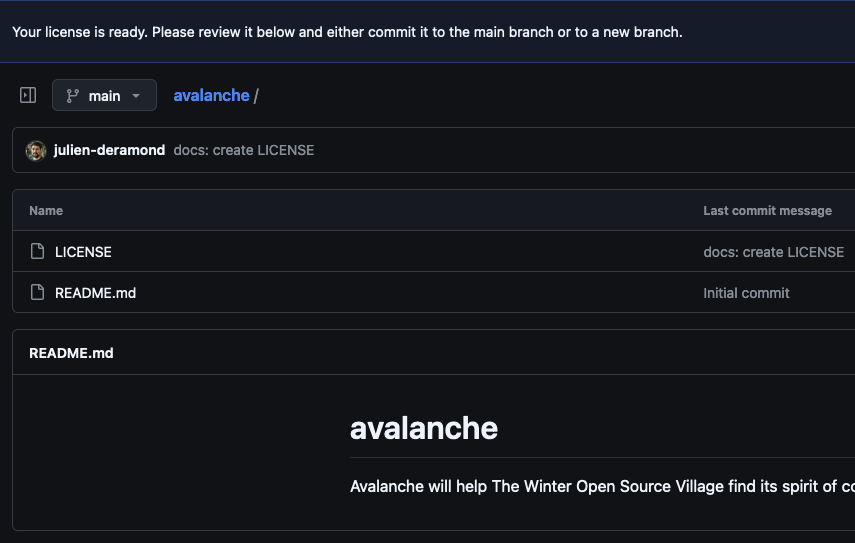 Your license is ready. Please review it below and either commit it to the main branch or to a new branch.
main avalanche /
julien-deramond docs: create LICENSE
Name Last commit message
LICENSE docs: create LICENSE
README.md Initial commit
README.md
avalanche
Avalanche will help The Winter Open Source Village find its spirit of